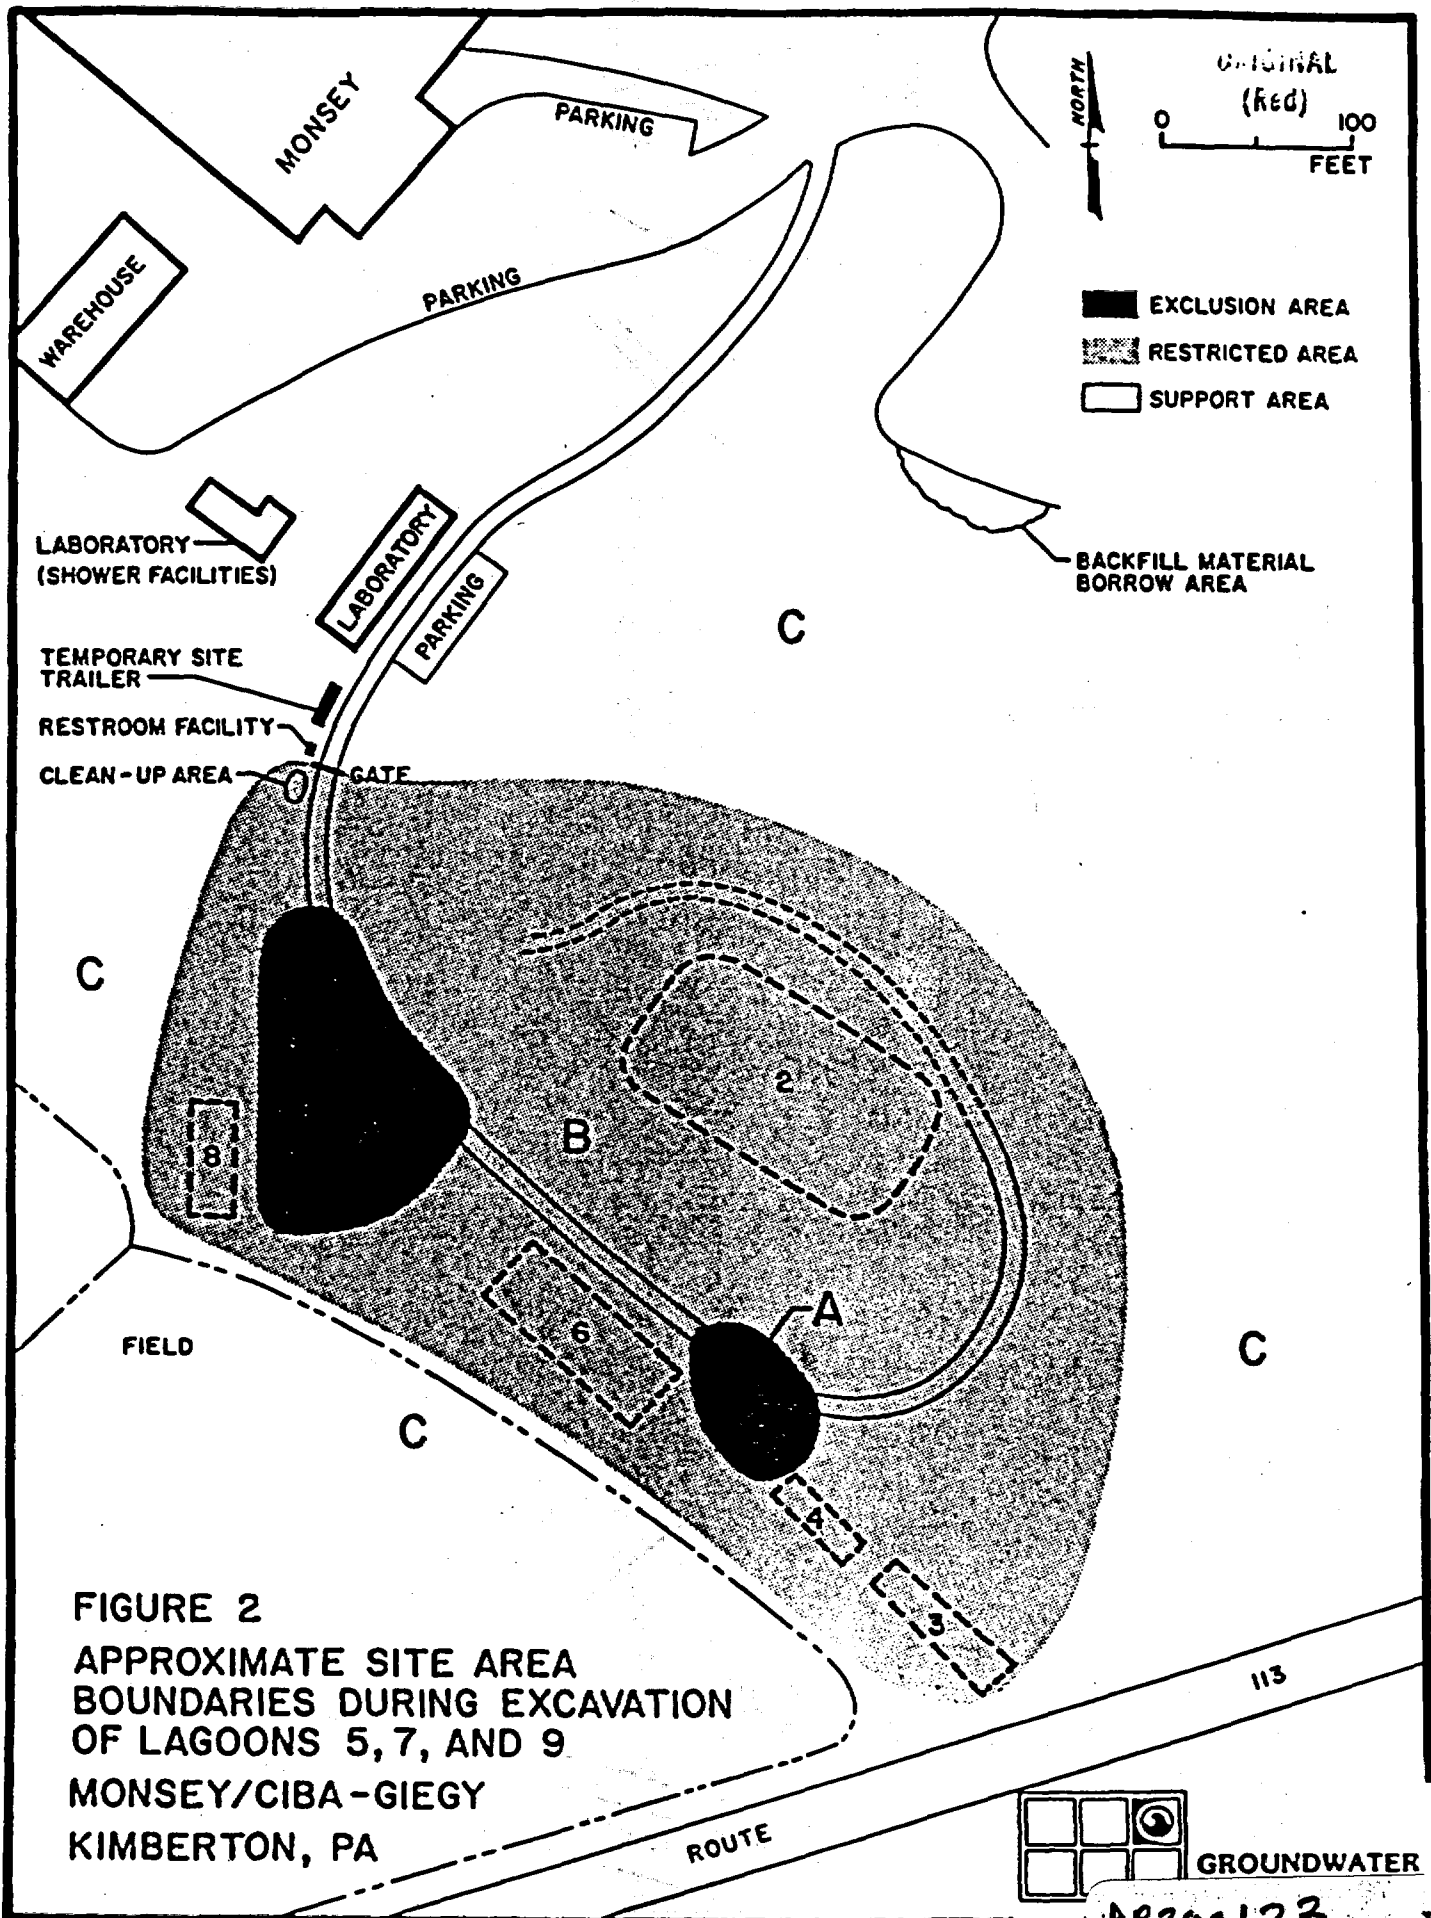 MONSEY
PARKING
NORTH
ORIGINAL
(Red)
0 100
FEET
WAREHOUSE
PARKING
EXCLUSION AREA
RESTRICTED AREA
SUPPORT AREA
LABORATORY
(SHOWER FACILITIES)
LABORATORY
PARKING
BACKFILL MATERIAL
BORROW AREA
C
TEMPORARY SITE
TRAILER
RESTROOM FACILITY
CLEAN-UP AREA
GATE
C
2
B
8
A
6
FIELD
C
C
4
3
FIGURE 2
APPROXIMATE SITE AREA
BOUNDARIES DURING EXCAVATION
OF LAGOONS 5, 7, AND 9
MONSEY/CIBA-GIEGY
KIMBERTON, PA
ROUTE
113
GROUNDWATER